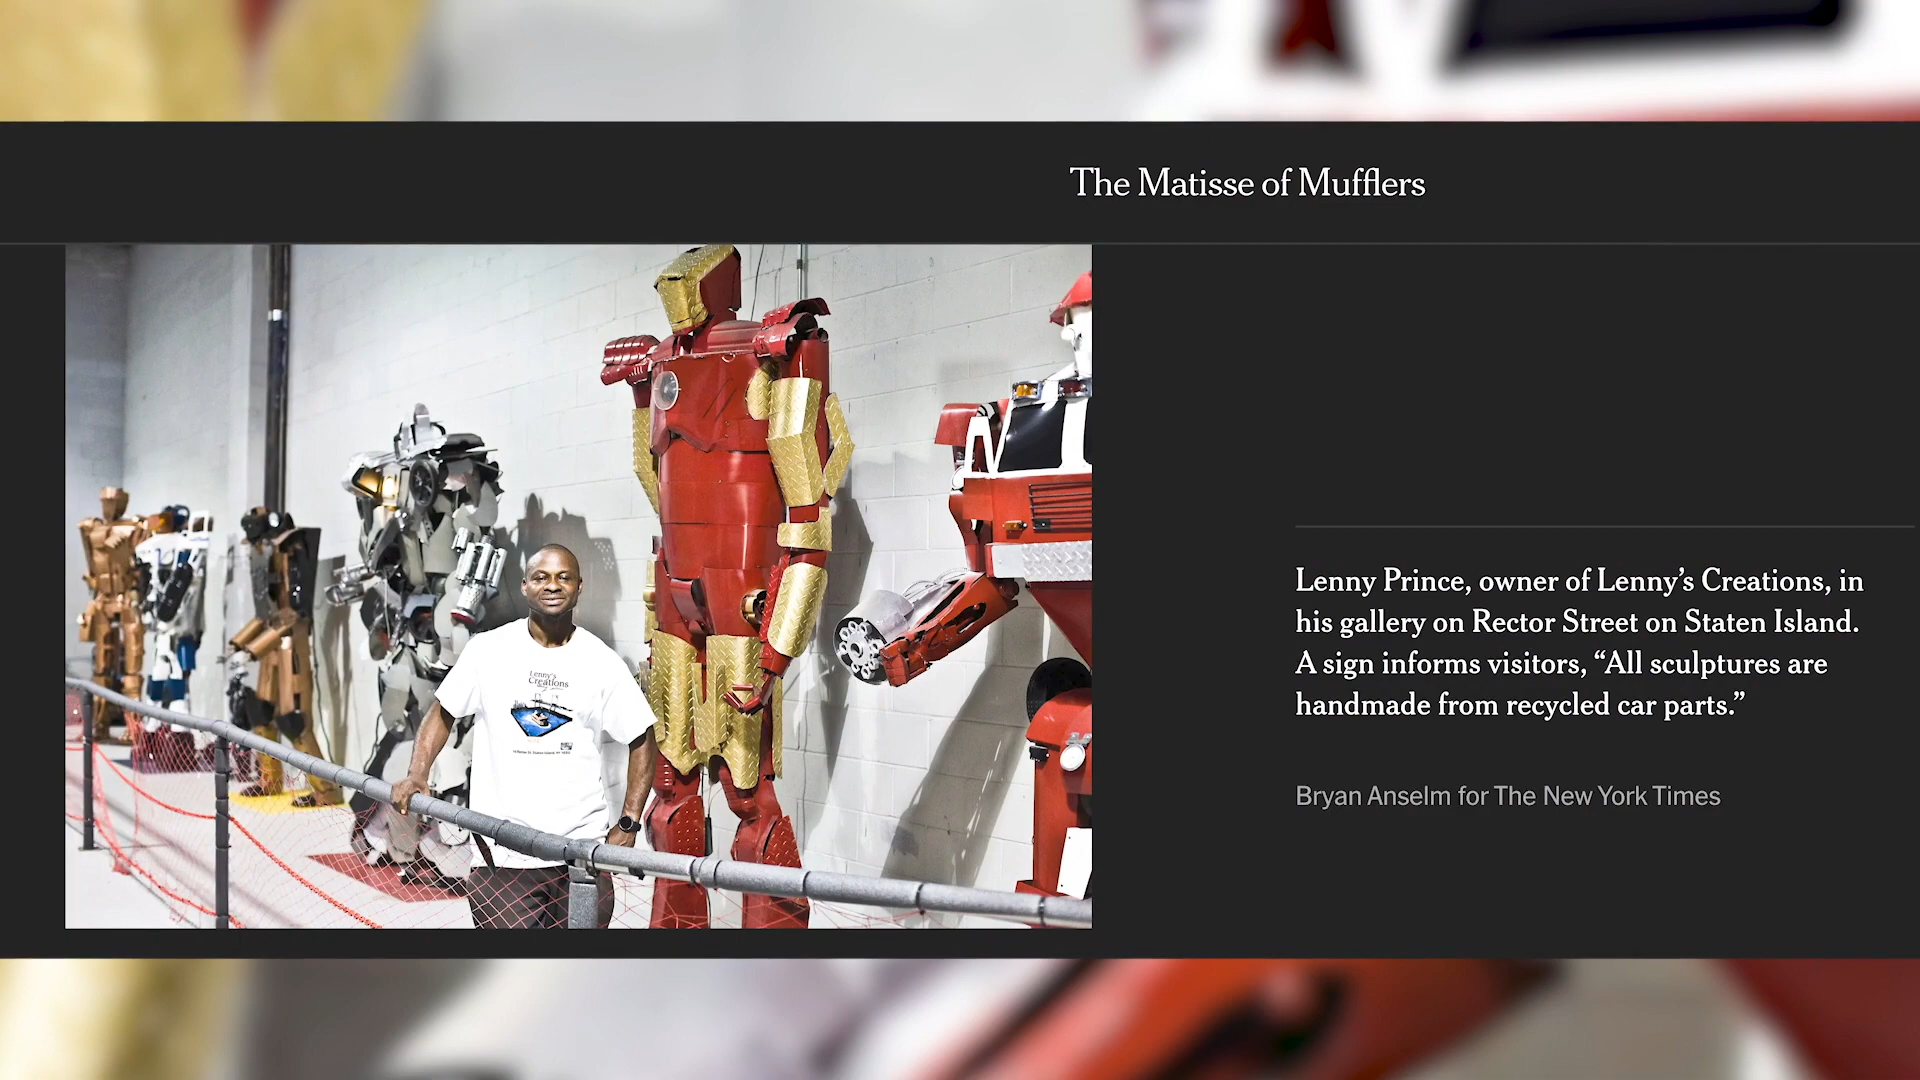 The Matisse of Mufflers
Lenny's
Creations
Lenny Prince, owner of Lenny’s Creations, in
his gallery on Rector Street on Staten Island.
A sign informs visitors, “All sculptures are
handmade from recycled car parts.”
Bryan Anselm for The New York Times